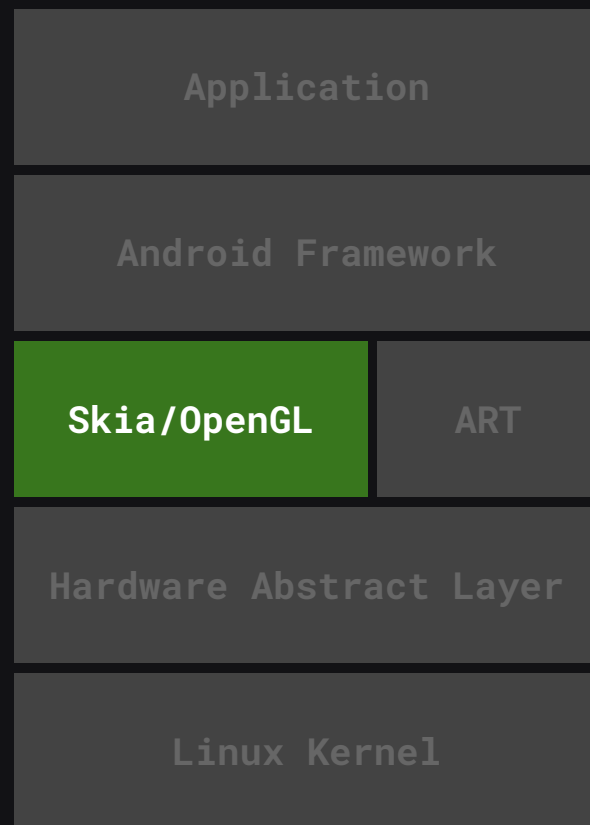 Application
Android Framework
Skia/OpenGL
ART
Hardware Abstract Layer
Linux Kernel